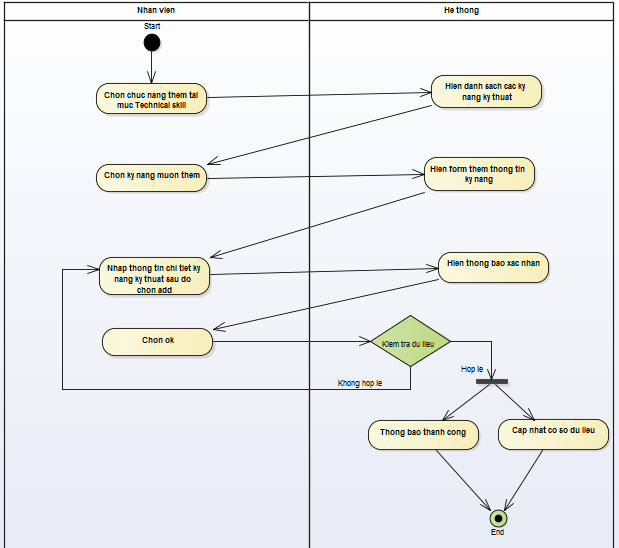 Nhan vien
He thong
Start
Chon chuc nang them tai
muc Technical skill
Hien danh sach cac ky
nang ky thuat
Chon ky nang muon them
Hien form them thong tin
ky nang
Nhap thong tin chi tiet ky
nang ky thuat sau do
chon add
Hien thong bao xac nhan
Chon ok
Kiem tra du lieu
Hop le
Khong hop le
Thong bao thanh cong
Cap nhat co so du lieu
End